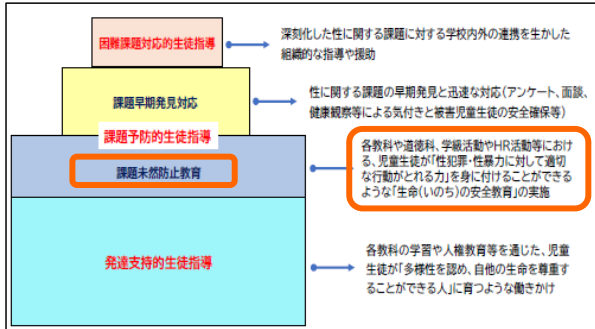 困難課題対応的生徒指導
深刻化した性に関する課題に対する学校内外の連携を生かした
組織的な指導や援助
課題早期発見対応
性に関する課題の早期発見と迅速な対応(アンケート、面談、
健康観察等による気付きと被害児童生徒の安全確保等)
課題予防的生徒指導
課題未然防止教育
各教科や道徳科、学級活動やHR活動等におけ
る、児童生徒が「性犯罪・性暴力に対して適切
な行動がとれる力」を身に付けることができる
ような「生命(いのち)の安全教育」の実施
発達支持的生徒指導
各教科の学習や人権教育等を通じた、児童
生徒が「多様性を認め、自他の生命を尊重す
ることができる人」に育つような働きかけ